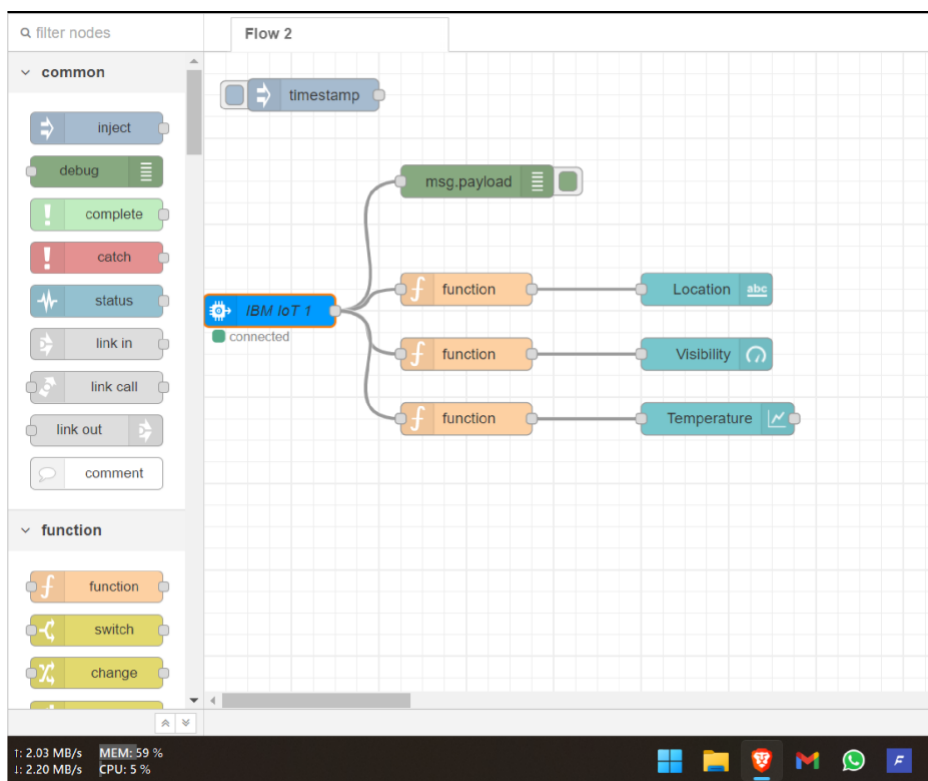 filter nodes
Flow 2
common
inject
debug
complete
catch
status
link in
link call
link out
comment
function
function
switch
change
timestamp
msg.payload
IBM IoT 1
connected
function
Location abc
function
Visibility
function
Temperature
↑: 2.03 MB/s MEM: 59 %
↓: 2.20 MB/s CPU: 5 %
F